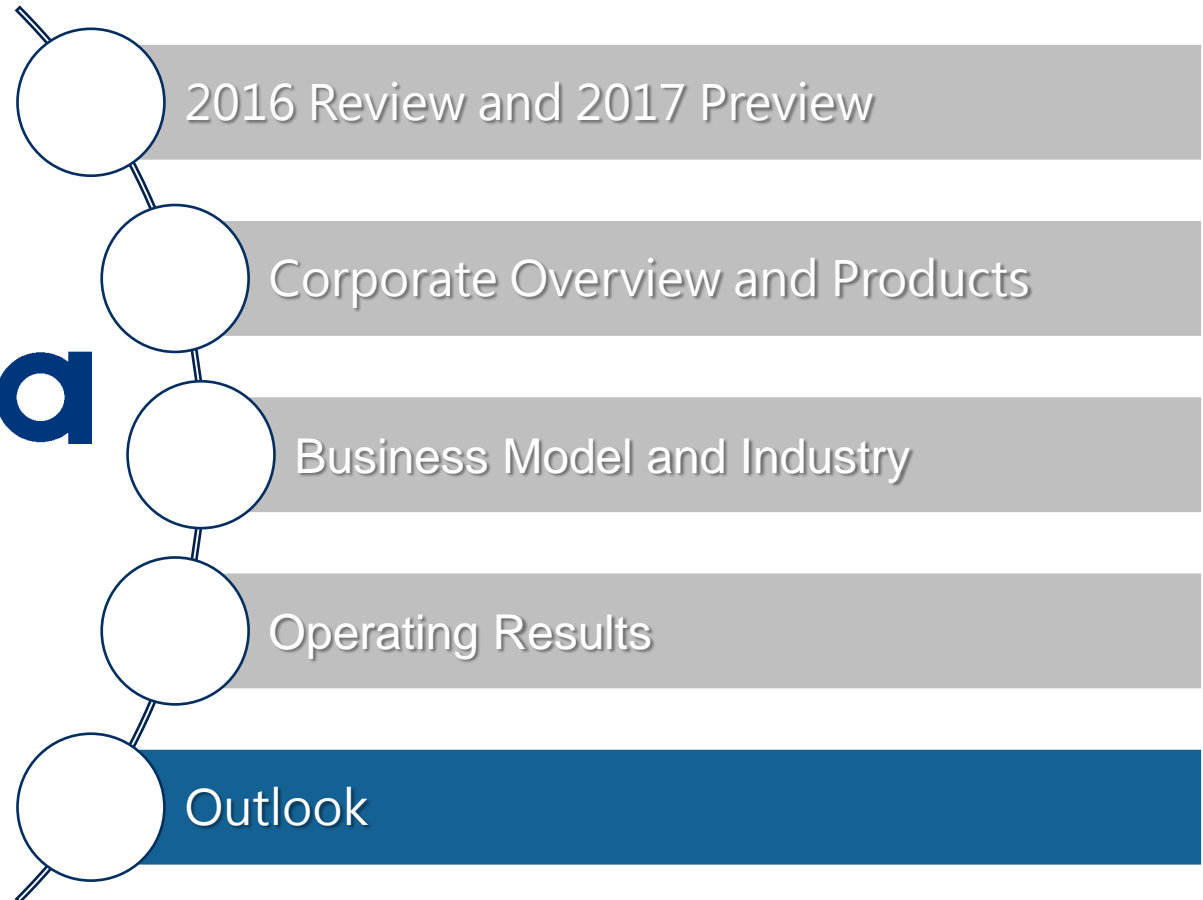 2016 Review and 2017 Preview
Corporate Overview and Products
a
Business Model and Industry
Operating Results
Outlook